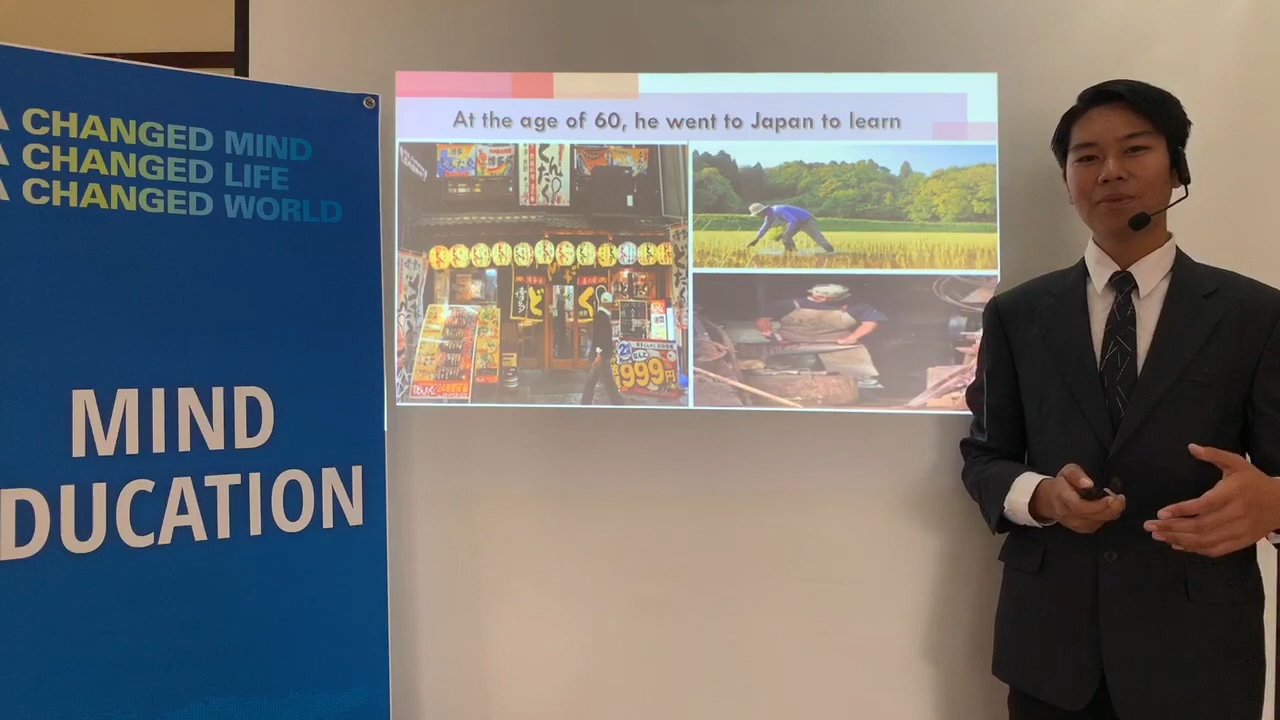 A CHANGED MIND
A CHANGED LIFE
A CHANGED WORLD
MIND
DUCATION
At the age of 60, he went to Japan to learn
999